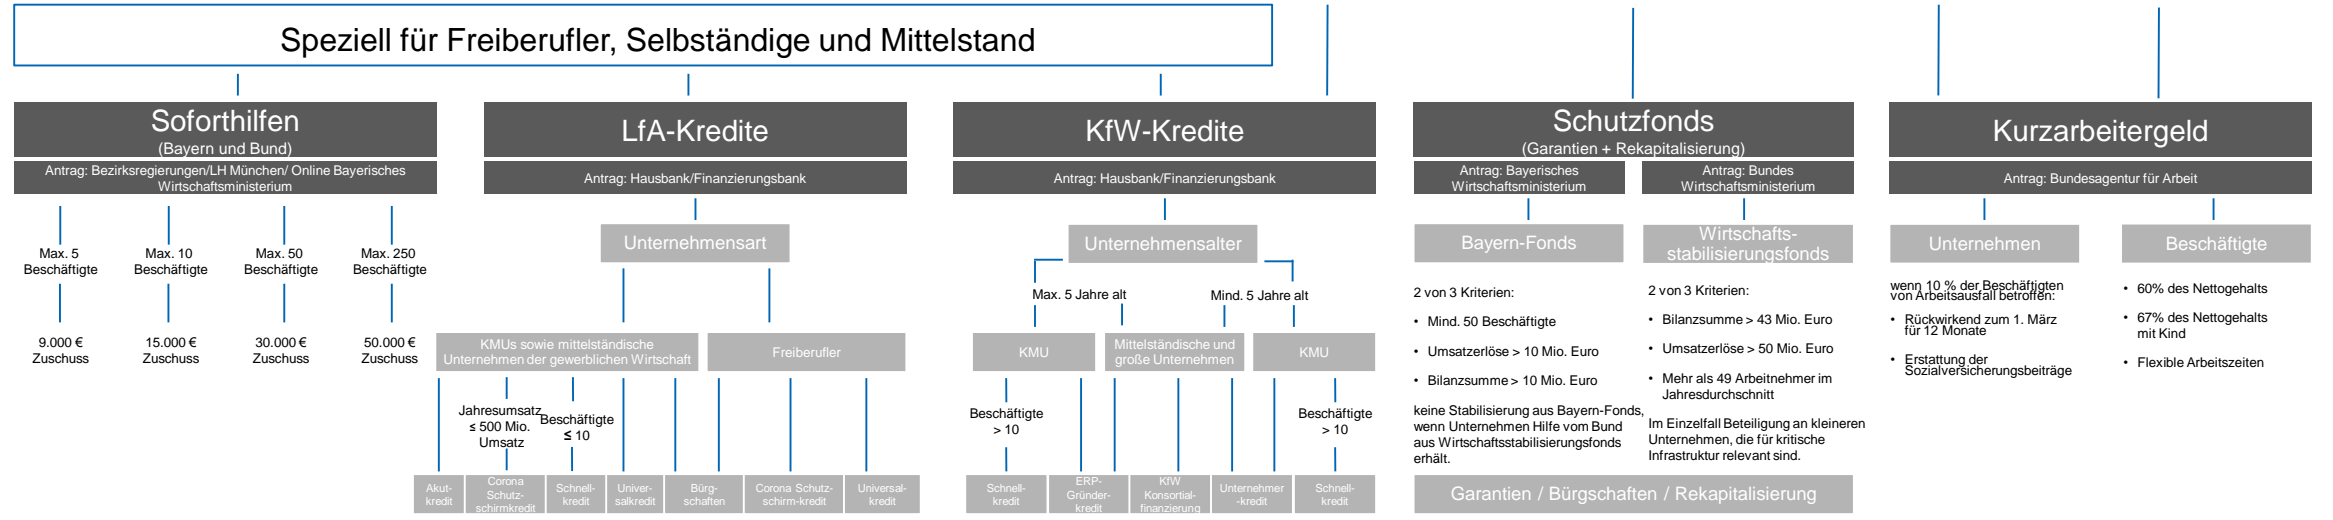 Speziell für Freiberufler, Selbständige und Mittelstand
Soforthilfen
(Bayern und Bund)
Antrag: Bezirksregierungen/LH München/ Online Bayerisches
Wirtschaftsministerium
Max. 5
Beschäftigte
9.000 €
Zuschuss
Max. 10
Beschäftigte
15.000 €
Zuschuss
Max. 50
Beschäftigte
30.000 €
Zuschuss
Max. 250
Beschäftigte
50.000 €
Zuschuss
LfA-Kredite
Antrag: Hausbank/Finanzierungsbank
Unternehmensart
KMUs sowie mittelständische
Unternehmen der gewerblichen Wirtschaft
Freiberufler
Jahresumsatz
≤ 500 Mio.
Umsatz
Beschäftigte
≤ 10
Akut-
kredit
Corona
Schutz-
schirmkredit
Schnell-
kredit
Univer-
salkredit
Bürg-
schaften
Corona Schutz-
schirm-kredit
Universal-
kredit
KfW-Kredite
Antrag: Hausbank/Finanzierungsbank
Unternehmensalter
Max. 5 Jahre alt
Mind. 5 Jahre alt
KMU
Mittelständische und
große Unternehmen
KMU
Beschäftigte
> 10
Beschäftigte
> 10
Schnell-
kredit
ERP-
Gründer-
kredit
KfW
Konsortial-
finanzierung
Unternehmer
-kredit
Schnell-
kredit
Schutzfonds
(Garantien + Rekapitalisierung)
Antrag: Bayerisches
Wirtschaftsministerium
Antrag: Bundes
Wirtschaftsministerium
Bayern-Fonds
2 von 3 Kriterien:
• Mind. 50 Beschäftigte
• Umsatzerlöse > 10 Mio. Euro
• Bilanzsumme > 10 Mio. Euro
keine Stabilisierung aus Bayern-Fonds,
wenn Unternehmen Hilfe vom Bund
aus Wirtschaftsstabilisierungsfonds
erhält.
Wirtschafts-
stabilisierungsfonds
2 von 3 Kriterien:
• Bilanzsumme > 43 Mio. Euro
• Umsatzerlöse > 50 Mio. Euro
• Mehr als 49 Arbeitnehmer im
Jahresdurchschnitt
Im Einzelfall Beteiligung an kleineren
Unternehmen, die für kritische
Infrastruktur relevant sind.
Garantien / Bürgschaften / Rekapitalisierung
Kurzarbeitergeld
Antrag: Bundesagentur für Arbeit
Unternehmen
wenn 10 % der Beschäftigten
von Arbeitsausfall betroffen:
• Rückwirkend zum 1. März
für 12 Monate
• Erstattung der
Sozialversicherungsbeiträge
Beschäftigte
• 60% des Nettogehalts
• 67% des Nettogehalts
mit Kind
• Flexible Arbeitszeiten